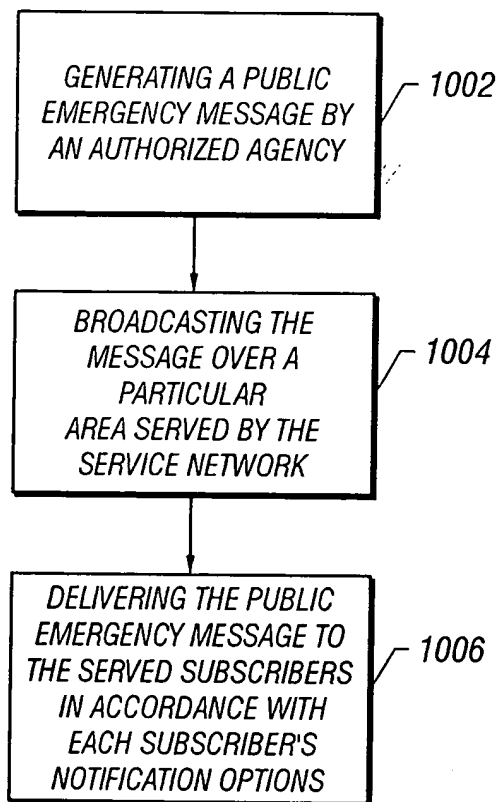 GENERATING A PUBLIC
EMERGENCY MESSAGE BY
AN AUTHORIZED AGENCY
1002
BROADCASTING THE
MESSAGE OVER A
PARTICULAR
AREA SERVED BY THE
SERVICE NETWORK
1004
DELIVERING THE PUBLIC
EMERGENCY MESSAGE TO
THE SERVED SUBSCRIBERS
IN ACCORDANCE WITH
EACH SUBSCRIBER'S
NOTIFICATION OPTIONS
1006